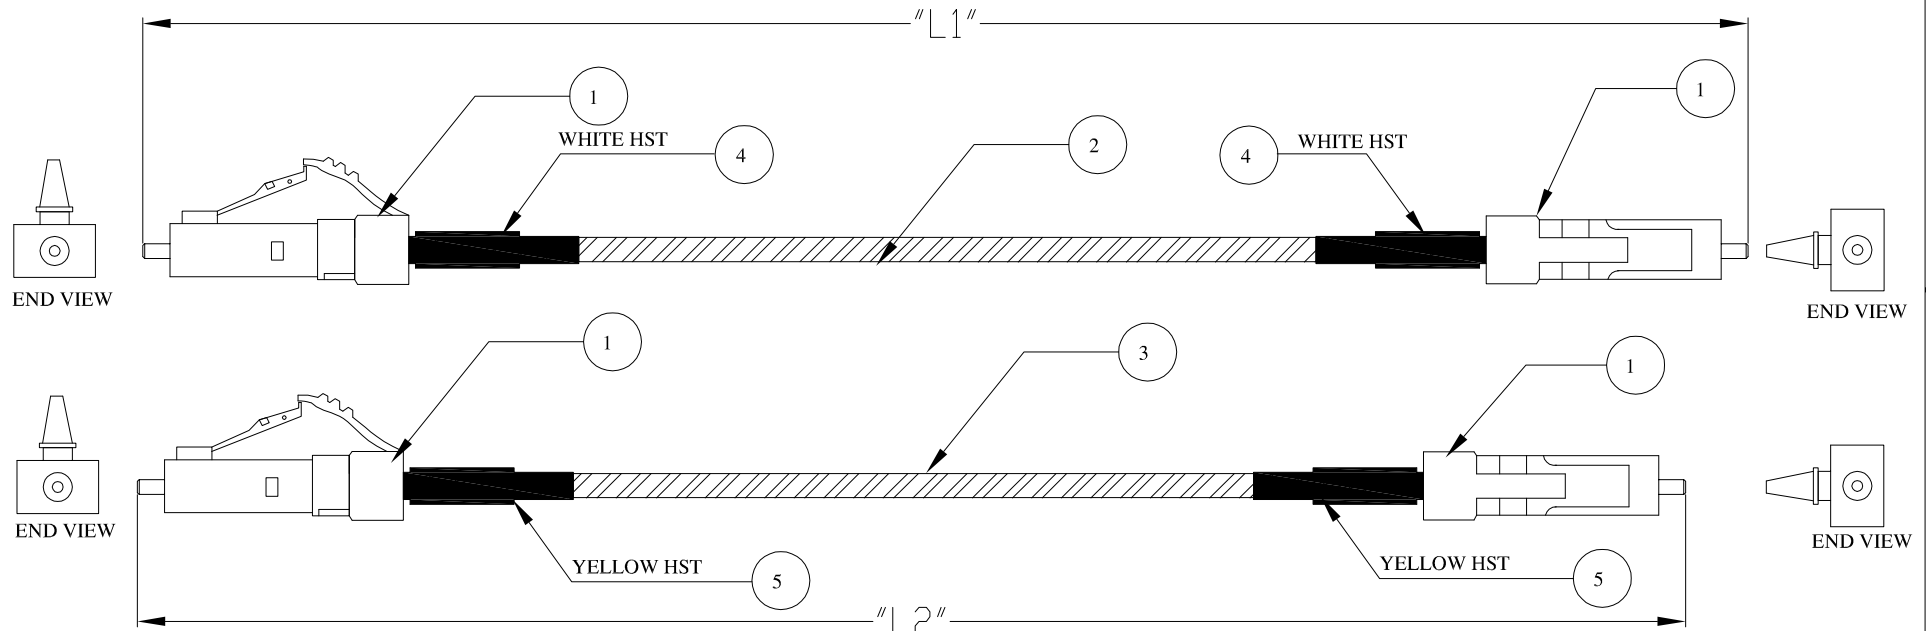 "L1"
1
1
WHITE HST
4
2
4
WHITE HST
END VIEW
END VIEW
1
3
1
END VIEW
END VIEW
YELLOW HST
5
YELLOW HST
5
"L2"